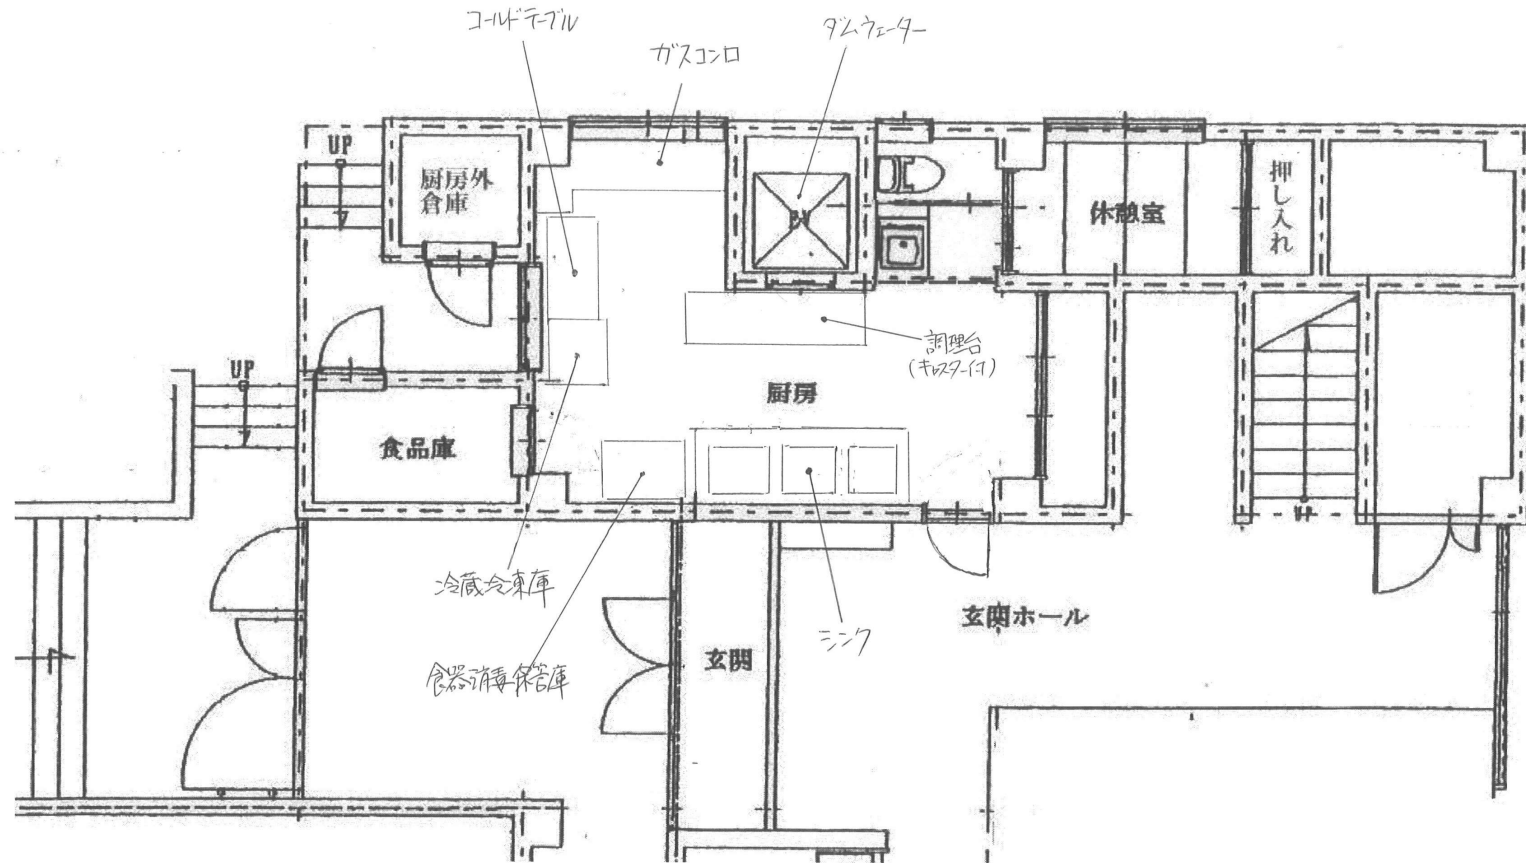 コールドテーブル
ガスコンロ
ダムウェーター
UP
厨房外
倉庫
休憩室
押し入れ
UP
調理台
(キャスター付)
厨房
食品庫
UP
冷蔵冷凍庫
食器消毒保管庫
シンク
玄関
玄関ホール